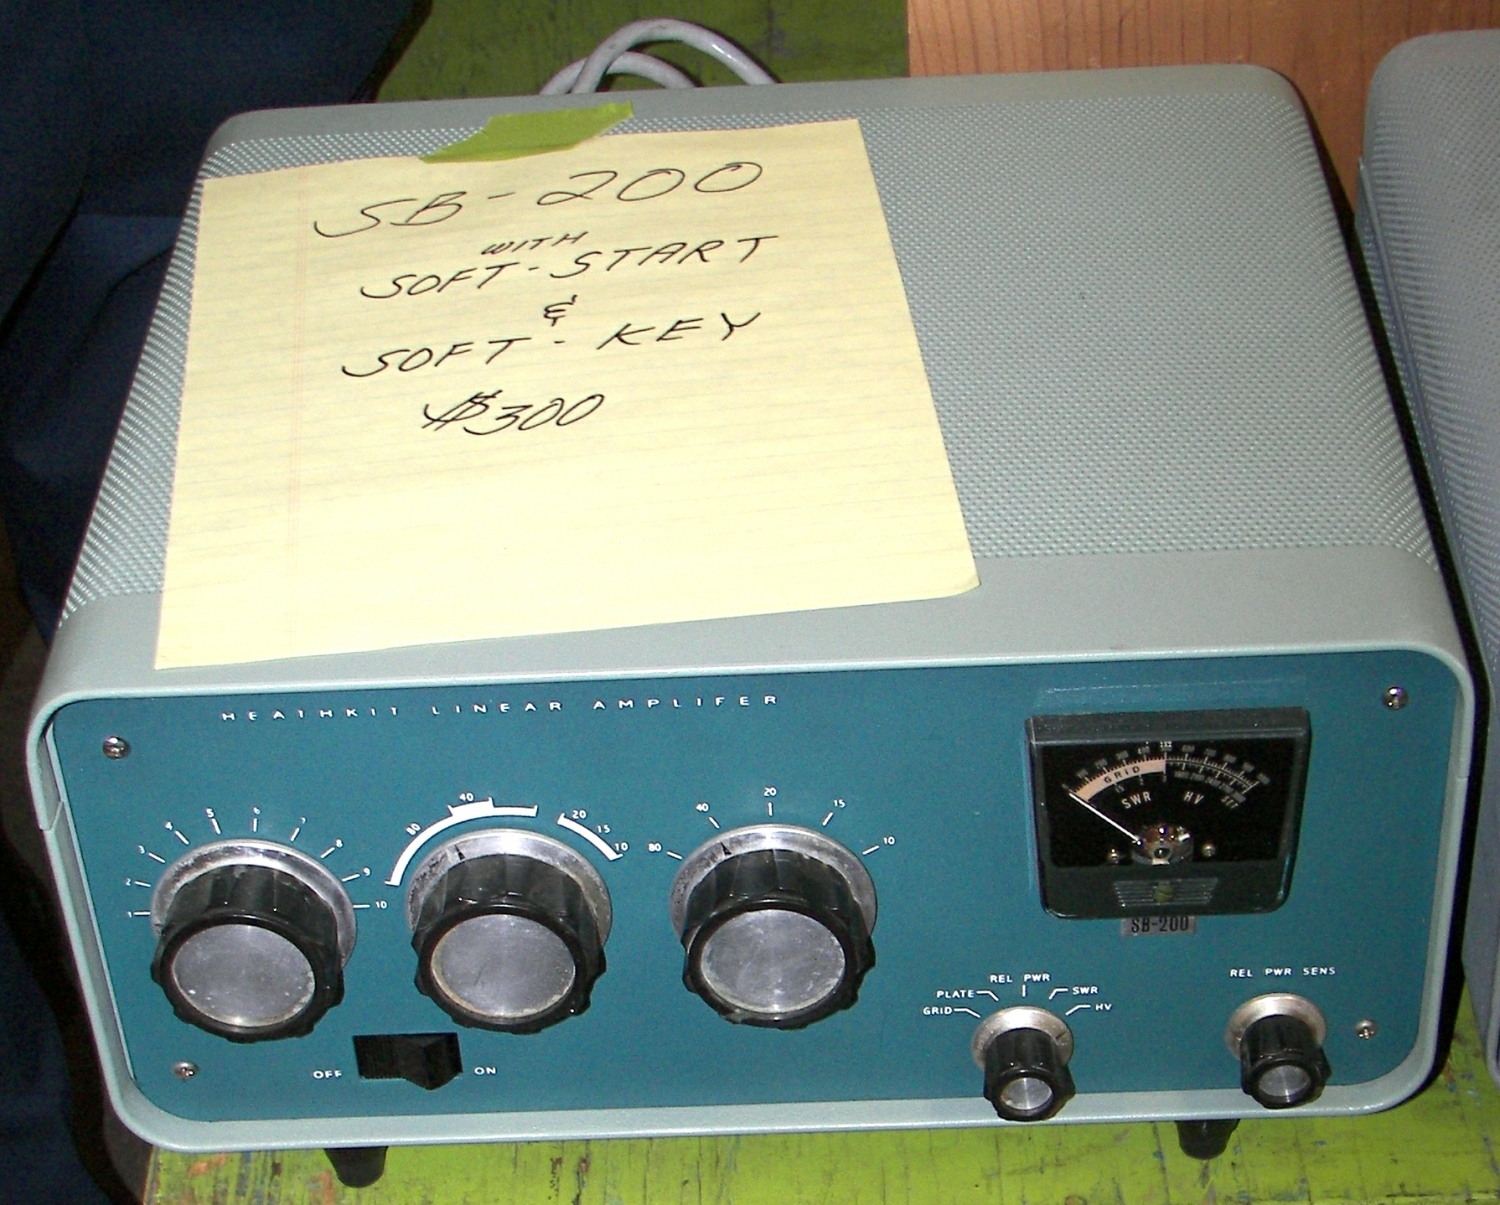 SB-200
WITH
SOFT-START
&
SOFT-KEY
$300
HEATHKIT LINEAR AMPLIFER
1 2 3 4 5 6 7 8 9 10
80 40 20 15 10
80 40 20 15 10
GRID
SWR HV SET
SB-200
OFF ON
GRID PLATE REL PWR SWR HV
REL PWR SENS